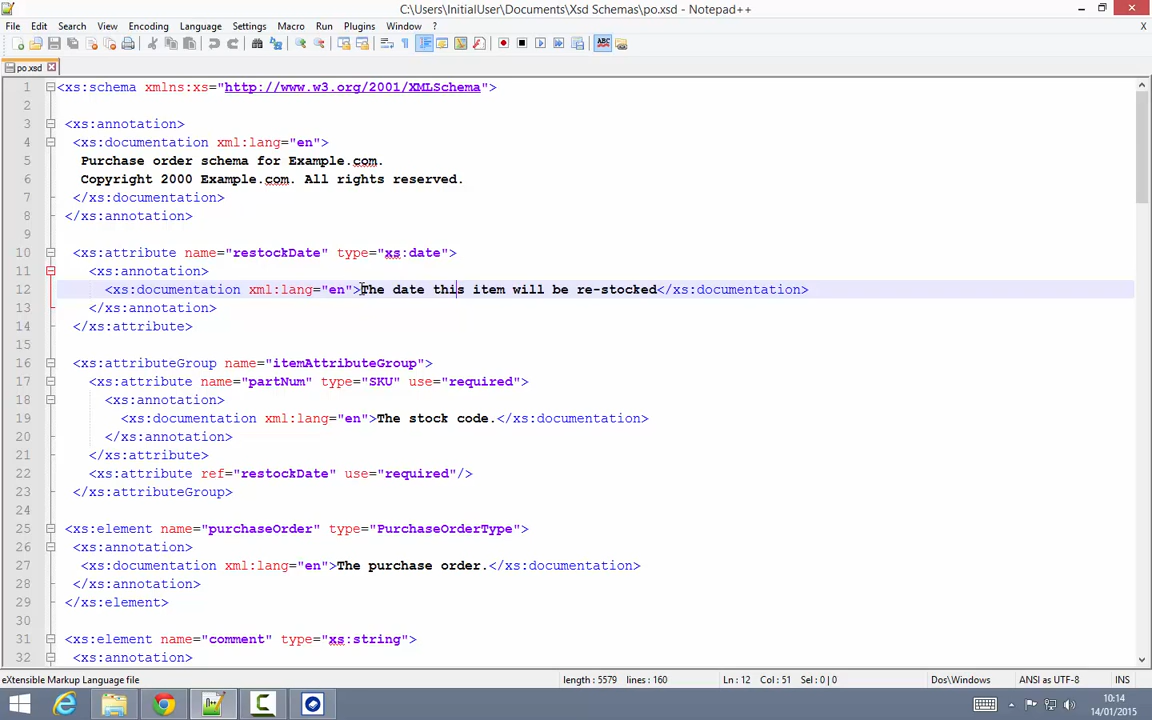 C:\Users\InitialUser\Documents\Xsd Schemas\po.xsd - Notepad++
File Edit Search View Encoding Language Settings Macro Run Plugins Window ? X
po.xsd
1 <xs:schema xmlns:xs="http://www.w3.org/2001/XMLSchema">
2
3 <xs:annotation>
4 <xs:documentation xml:lang="en">
5 Purchase order schema for Example.com.
6 Copyright 2000 Example.com. All rights reserved.
7 </xs:documentation>
8 </xs:annotation>
9
10 <xs:attribute name="restockDate" type="xs:date">
11 <xs:annotation>
12 <xs:documentation xml:lang="en">The date this item will be re-stocked</xs:documentation>
13 </xs:annotation>
14 </xs:attribute>
15
16 <xs:attributeGroup name="itemAttributeGroup">
17 <xs:attribute name="partNum" type="SKU" use="required">
18 <xs:annotation>
19 <xs:documentation xml:lang="en">The stock code.</xs:documentation>
20 </xs:annotation>
21 </xs:attribute>
22 <xs:attribute ref="restockDate" use="required"/>
23 </xs:attributeGroup>
24
25 <xs:element name="purchaseOrder" type="PurchaseOrderType">
26 <xs:annotation>
27 <xs:documentation xml:lang="en">The purchase order.</xs:documentation>
28 </xs:annotation>
29 </xs:element>
30
31 <xs:element name="comment" type="xs:string">
32 <xs:annotation>
eXtensible Markup Language file length : 5579 lines : 160 Ln : 12 Col : 51 Sel : 0 | 0 Dos\Windows ANSI as UTF-8 INS
10:14
14/01/2015